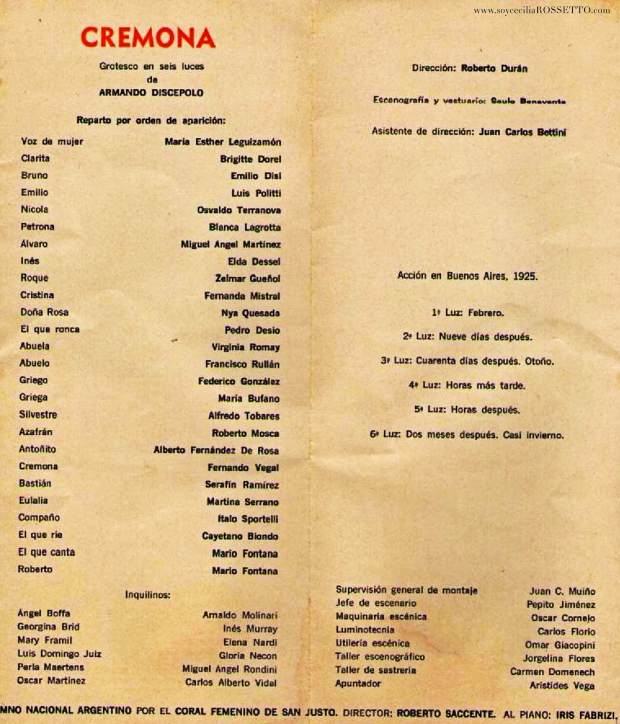 www.soyceciliaROSSETTO.com
CREMONA
Grotesco en seis luces
de
ARMANDO DISCEPOLO
Reparto por orden de aparición:
Voz de mujer María Esther Leguizamón
Clarita Brigitte Dorel
Bruno Emilio Disi
Emilio Luis Politti
Nicola Osvaldo Terranova
Petrona Blanca Lagrotta
Álvaro Miguel Angel Martínez
Inés Elda Dessel
Roque Zelmar Gueñol
Cristina Fernanda Mistral
Doña Rosa Nya Quesada
El que ronca Pedro Desio
Abuela Virginia Romay
Abuelo Francisco Rullán
Griego Federico González
Griega María Bufano
Silvestre Alfredo Tobares
Azafrán Roberto Mosca
Antoñito Alberto Fernández De Rosa
Cremona Fernando Vegal
Bastián Serafín Ramírez
Eulalia Martina Serrano
Compaño Italo Sportelli
El que ríe Cayetano Biondo
El que canta Mario Fontana
Roberto Mario Fontana
Inquilinos:
Angel Boffa Arnaldo Molinari
Georgina Brid Inés Murray
Mary Framil Elena Nardi
Luis Domingo Juiz Gloria Necon
Perla Maertens Miguel Angel Rondini
Oscar Martínez Carlos Alberto Vidal
Dirección: Roberto Durán
Escenografía y vestuario: Saulo Benavente
Asistente de dirección: Juan Carlos Bettini
Acción en Buenos Aires, 1925.
1ª Luz: Febrero.
2ª Luz: Nueve días después.
3ª Luz: Cuarenta días después. Otoño.
4ª Luz: Horas más tarde.
5ª Luz: Horas después.
6ª Luz: Dos meses después. Casi invierno.
Supervisión general de montaje Juan C. Muiño
Jefe de escenario Pepito Jiménez
Maquinaria escénica Oscar Cornejo
Luminotecnia Carlos Florio
Utilería escénica Omar Giacopini
Taller escenográfico Jorgelina Flores
Taller de sastrería Carmen Domenech
Apuntador Arístides Vega
MNO NACIONAL ARGENTINO POR EL CORAL FEMENINO DE SAN JUSTO. DIRECTOR: ROBERTO SACCENTE. AL PIANO: IRIS FABRIZI.